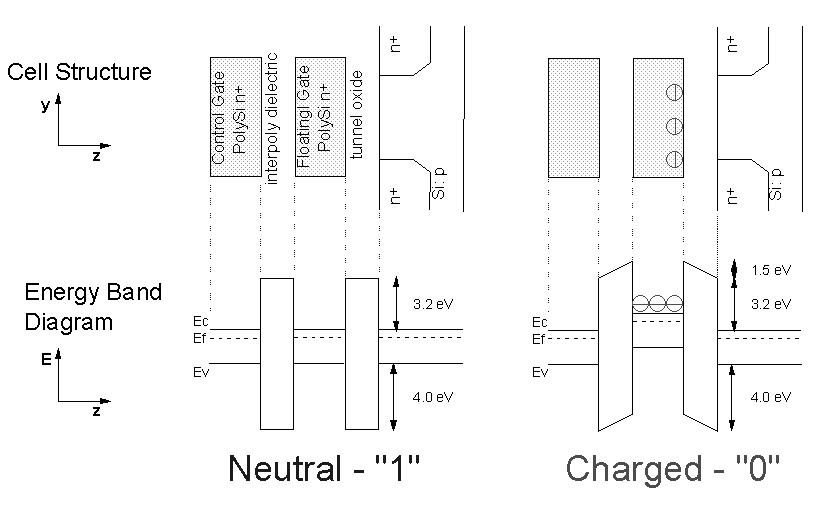 Cell Structure
y
z
Control Gate
PolySi n+
interpoly dielectric
Floatingl Gate
PolySi n+
tunnel oxide
n+
n+
Si: p
n+
n+
Si: p
Energy Band
Diagram
E
z
Ec
Ef
Ev
3.2 eV
4.0 eV
Ec
Ef
Ev
1.5 eV
3.2 eV
4.0 eV
Neutral - "1"
Charged - "0"